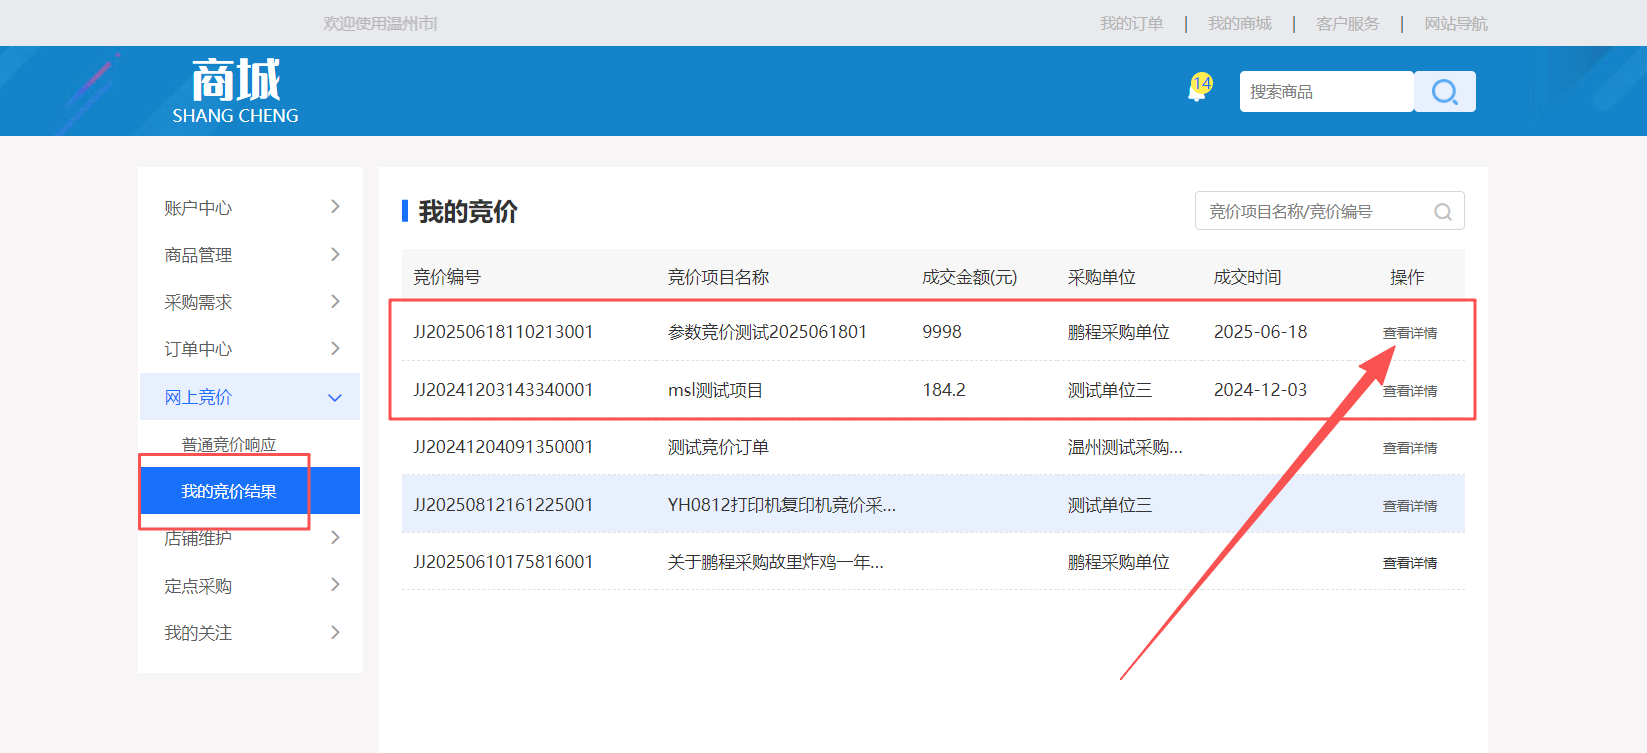 欢迎使用温州市
我的订单 | 我的商城 | 客户服务 | 网站导航
商城
SHANG CHENG
14
搜索商品
账户中心
商品管理
采购需求
订单中心
网上竞价
普通竞价响应
我的竞价结果
店铺维护
定点采购
我的关注
我的竞价
竞价项目名称/竞价编号
竞价编号 竞价项目名称 成交金额(元) 采购单位 成交时间 操作
JJ20250618110213001 参数竞价测试2025061801 9998 鹏程采购单位 2025-06-18 查看详情
JJ20241203143340001 msl测试项目 184.2 测试单位三 2024-12-03 查看详情
JJ20241204091350001 测试竞价订单 温州测试采购... 查看详情
JJ20250812161225001 YH0812打印机复印机竞价采... 测试单位三 查看详情
JJ20250610175816001 关于鹏程采购故里炸鸡一年... 鹏程采购单位 查看详情